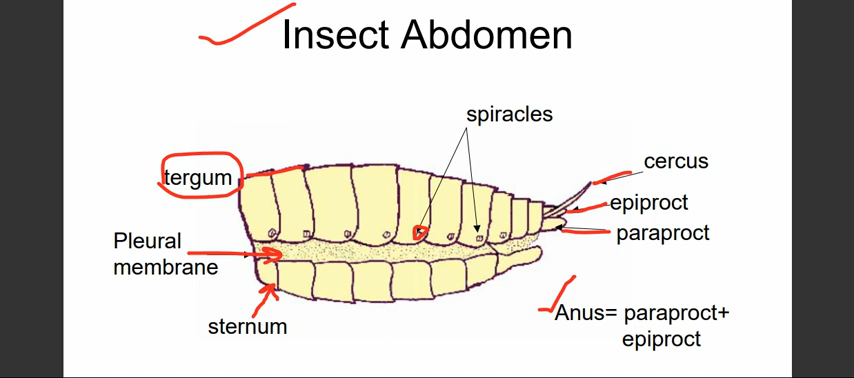 Insect Abdomen
spiracles
cercus
tergum
epiproct
paraproct
Pleural
membrane
sternum
Anus= paraproct+
epiproct